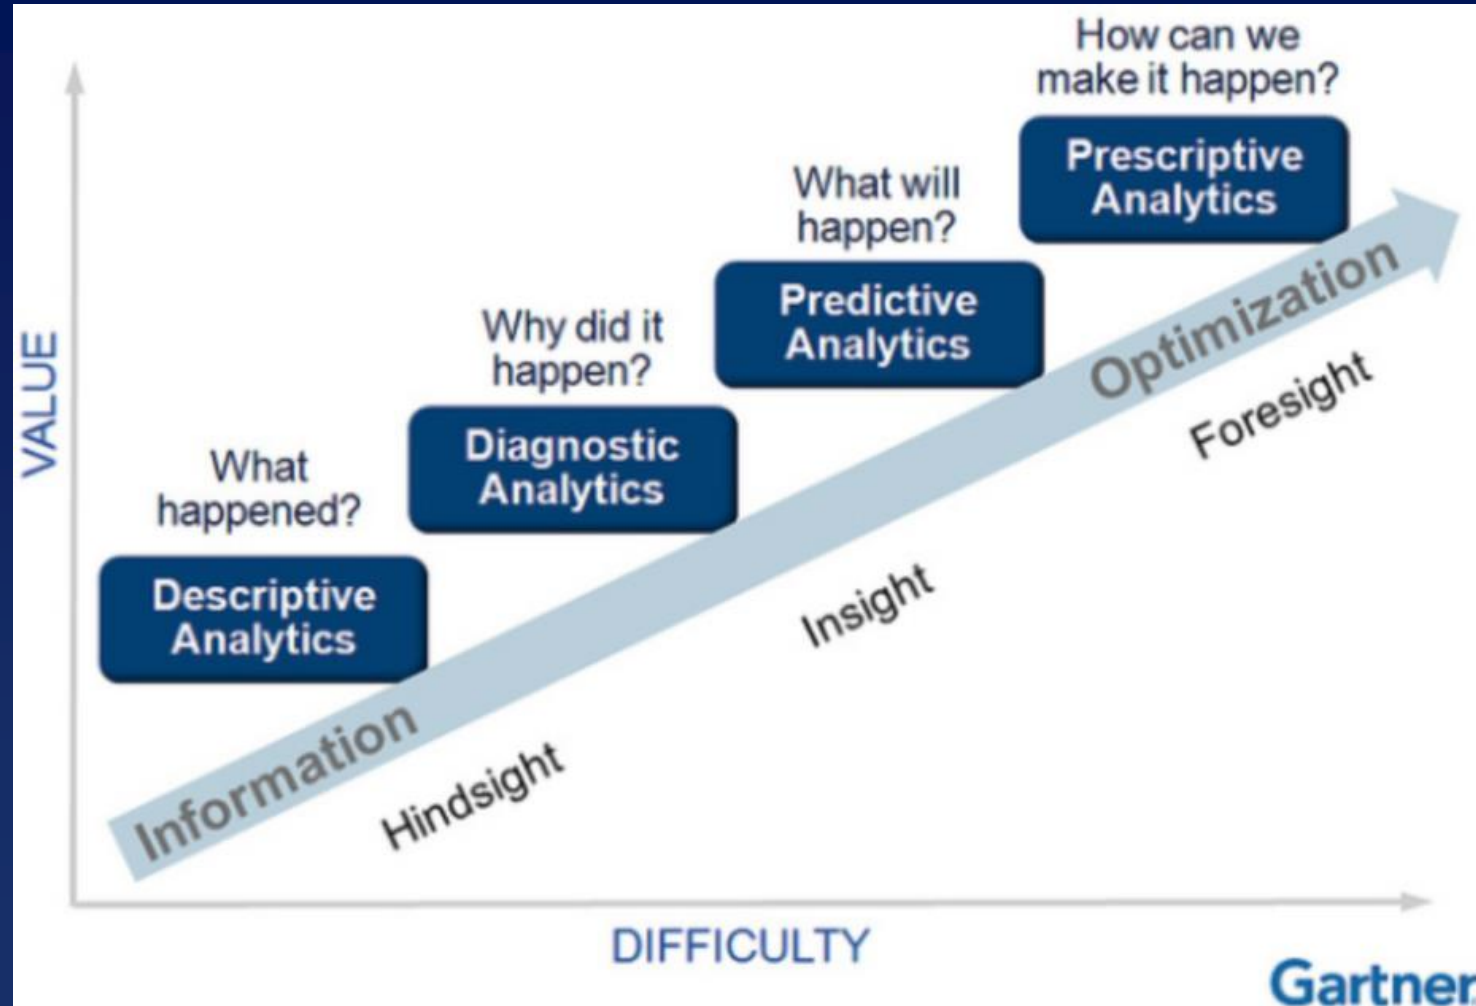 How can we
make it happen?
Prescriptive
Analytics
What will
happen?
Predictive
Analytics
Why did it
happen?
Diagnostic
Analytics
What
happened?
Descriptive
Analytics
Information
Optimization
Hindsight
Insight
Foresight
VALUE
DIFFICULTY
Gartner